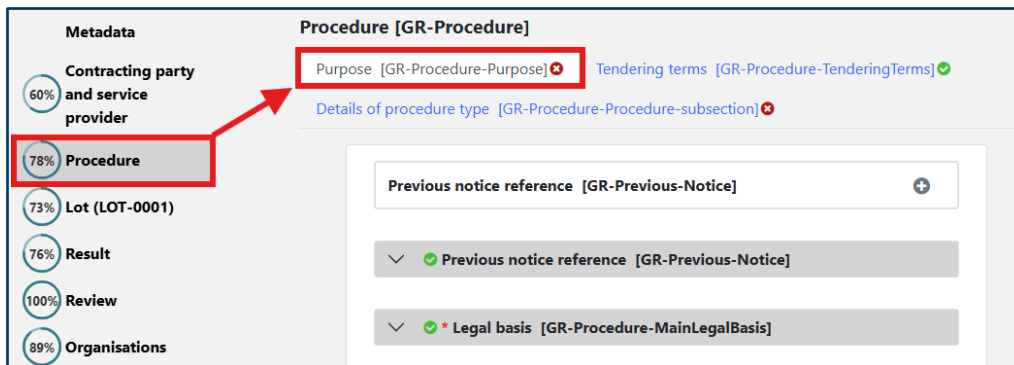 Metadata
60% Contracting party
and service
provider
78% Procedure
73% Lot (LOT-0001)
76% Result
100% Review
89% Organisations
Procedure [GR-Procedure]
Purpose [GR-Procedure-Purpose] Tendering terms [GR-Procedure-TenderingTerms]
Details of procedure type [GR-Procedure-Procedure-subsection]
Previous notice reference [GR-Previous-Notice]
Previous notice reference [GR-Previous-Notice]
* Legal basis [GR-Procedure-MainLegalBasis]